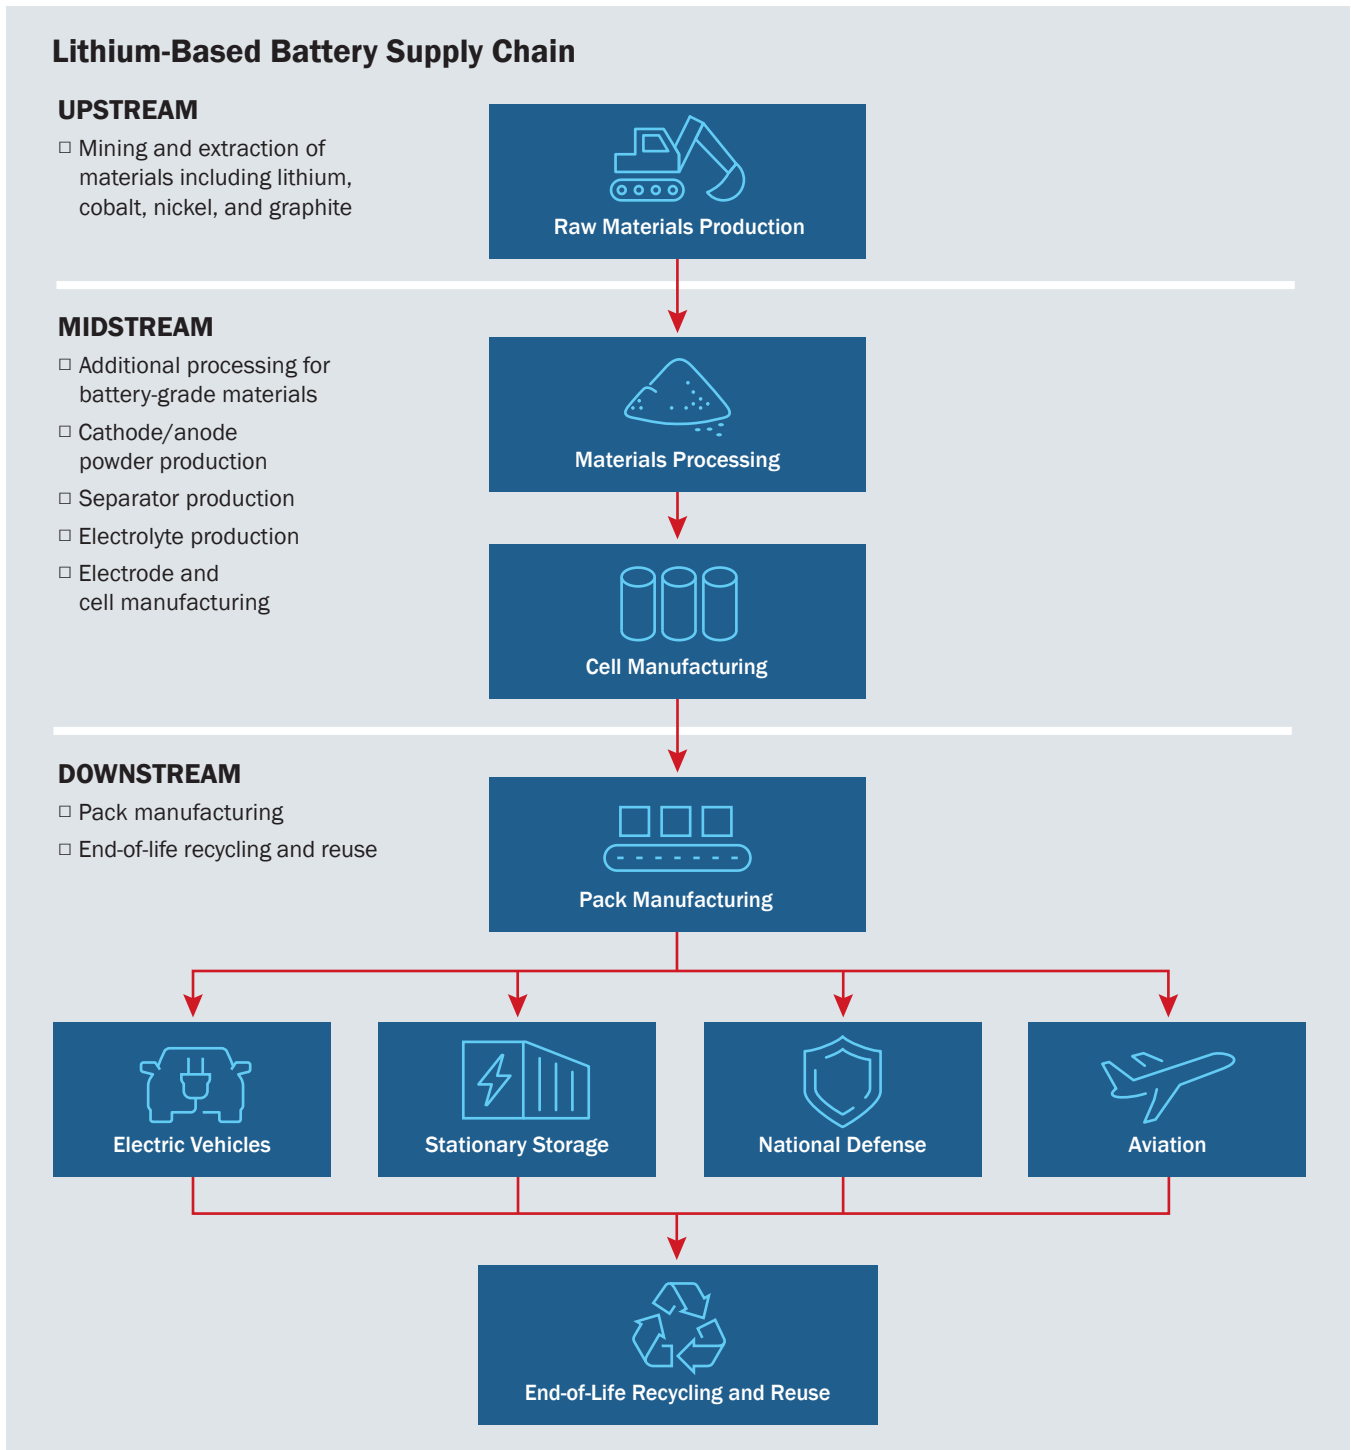 Lithium-Based Battery Supply Chain
UPSTREAM
□ Mining and extraction of
materials including lithium,
cobalt, nickel, and graphite
Raw Materials Production
MIDSTREAM
□ Additional processing for
battery-grade materials
□ Cathode/anode
powder production
□ Separator production
□ Electrolyte production
□ Electrode and
cell manufacturing
Materials Processing
Cell Manufacturing
DOWNSTREAM
□ Pack manufacturing
□ End-of-life recycling and reuse
Pack Manufacturing
Electric Vehicles
Stationary Storage
National Defense
Aviation
End-of-Life Recycling and Reuse